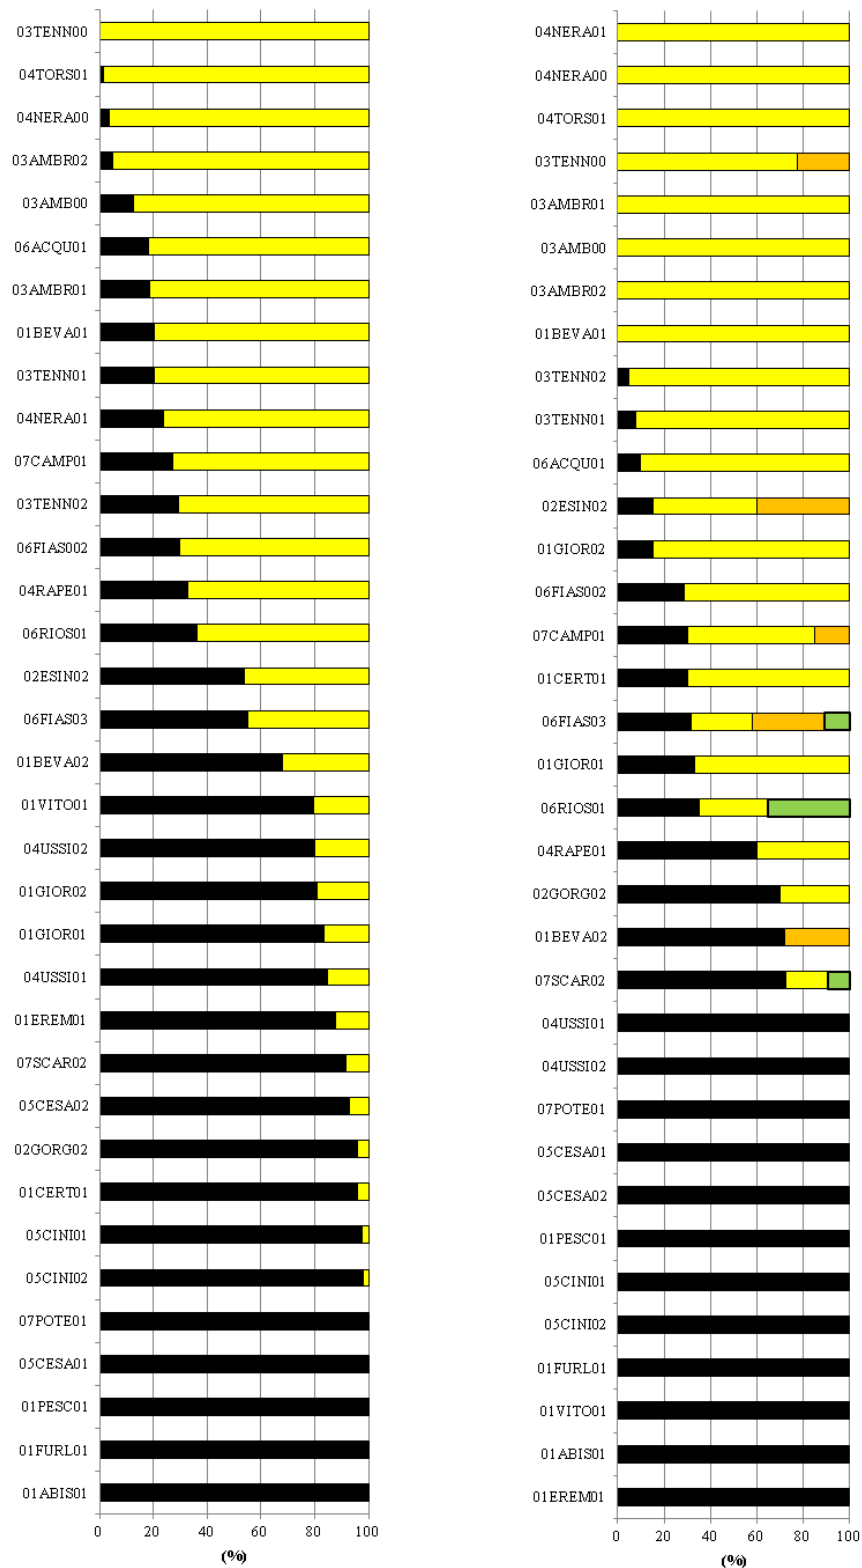 03TENN00
04TORS01
04NERA00
03AMBR02
03AMB00
06ACQU01
03AMBR01
01BEVA01
03TENN01
04NERA01
07CAMP01
03TENN02
06FIAS002
04RAPE01
06RIOS01
02ESIN02
06FIAS03
01BEVA02
01VITO01
04USSI02
01GIOR02
01GIOR01
04USSI01
01EREM01
07SCAR02
05CESA02
02GORG02
01CERT01
05CINI01
05CINI02
07POTE01
05CESA01
01PESC01
01FURL01
01ABIS01
0 20 40 60 80 100
(%)
04NERA01
04NERA00
04TORS01
03TENN00
03AMBR01
03AMB00
03AMBR02
01BEVA01
03TENN02
03TENN01
06ACQU01
02ESIN02
01GIOR02
06FIAS002
07CAMP01
01CERT01
06FIAS03
01GIOR01
06RIOS01
04RAPE01
02GORG02
01BEVA02
07SCAR02
04USSI01
04USSI02
07POTE01
05CESA01
05CESA02
01PESC01
05CINI01
05CINI02
01FURL01
01VITO01
01ABIS01
01EREM01
0 20 40 60 80 100
(%)